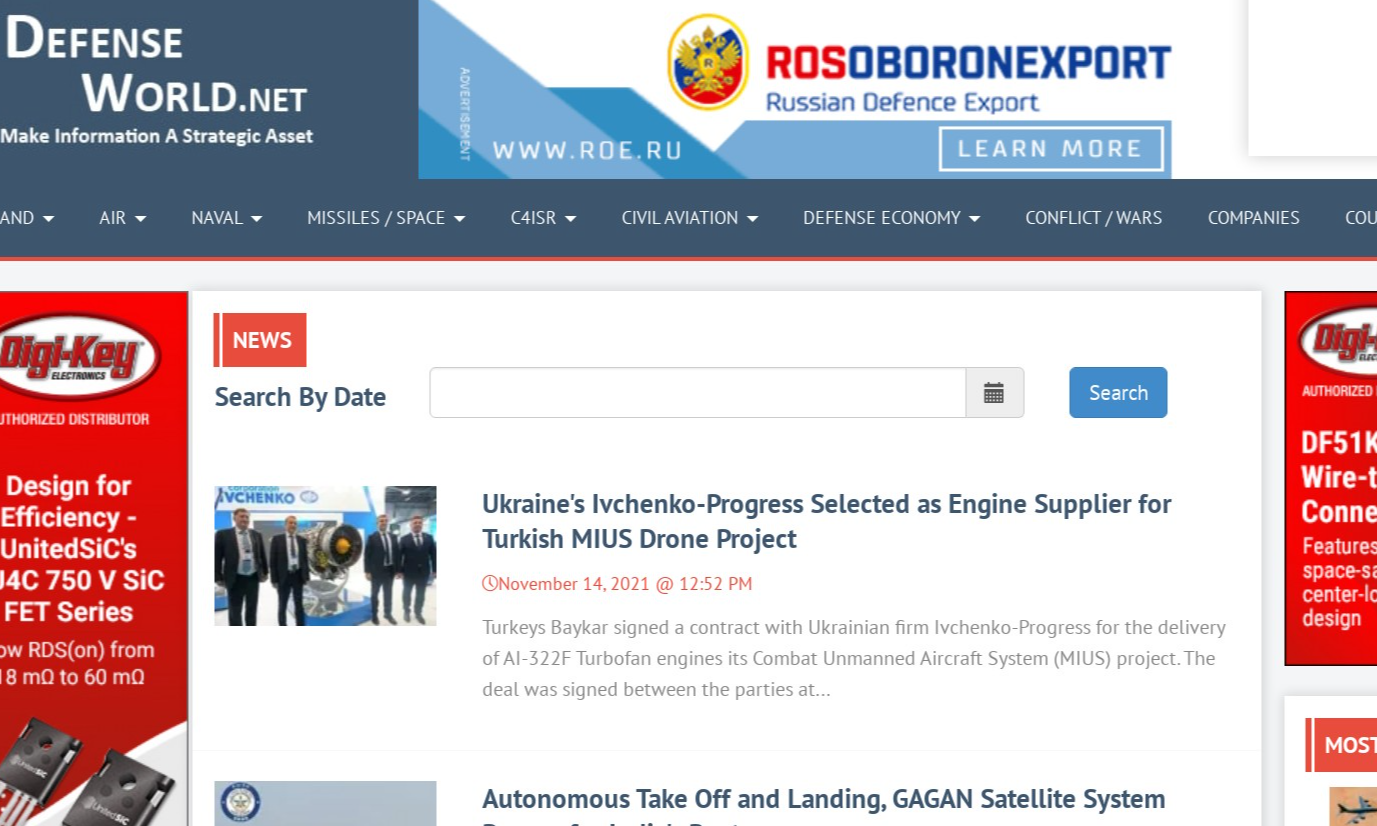 DEFENSE
WORLD.NET
Make Information A Strategic Asset
ADVERTISEMENT
ROSOBORONEXPORT
Russian Defence Export
WWW.ROE.RU
LEARN MORE
AND AIR NAVAL MISSILES / SPACE C4ISR CIVIL AVIATION DEFENSE ECONOMY CONFLICT / WARS COMPANIES COU
Digi-Key
ELECTRONICS
UTHORIZED DISTRIBUTOR
Design for
Efficiency -
UnitedSiC's
J4C 750 V SiC
FET Series
ow RDS(on) from
18 mΩ to 60 mΩ
UnitedSiC
UnitedSiC
NEWS
Search By Date
Search
IVCHENKO
Ukraine's Ivchenko-Progress Selected as Engine Supplier for
Turkish MIUS Drone Project
November 14, 2021 @ 12:52 PM
Turkeys Baykar signed a contract with Ukrainian firm Ivchenko-Progress for the delivery
of AI-322F Turbofan engines its Combat Unmanned Aircraft System (MIUS) project. The
deal was signed between the parties at...
Autonomous Take Off and Landing, GAGAN Satellite System
Digi-
AUTHORIZED
DF51K
Wire-t
Conne
Features
space-sa
center-lo
design
MOST